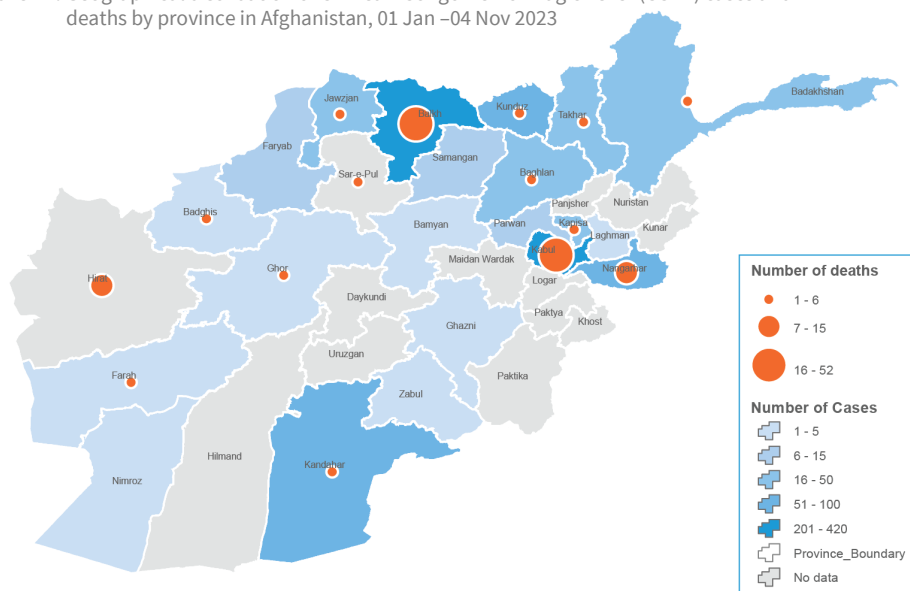 deaths by province in Afghanistan, 01 Jan –04 Nov 2023
Badakhshan
Jawzjan
Balkh
Kunduz
Takhar
Faryab
Samangan
Sar-e-Pul
Baghlan
Panjsher
Nuristan
Badghis
Bamyan
Parwan
Kapisa
Laghman
Kunar
Kabul
Maidan Wardak
Nangarhar
Hirat
Ghor
Logar
Daykundi
Paktya
Khost
Ghazni
Uruzgan
Farah
Zabul
Paktika
Hilmand
Kandahar
Nimroz
Number of deaths
1 - 6
7 - 15
16 - 52
Number of Cases
1 - 5
6 - 15
16 - 50
51 - 100
201 - 420
Province_Boundary
No data